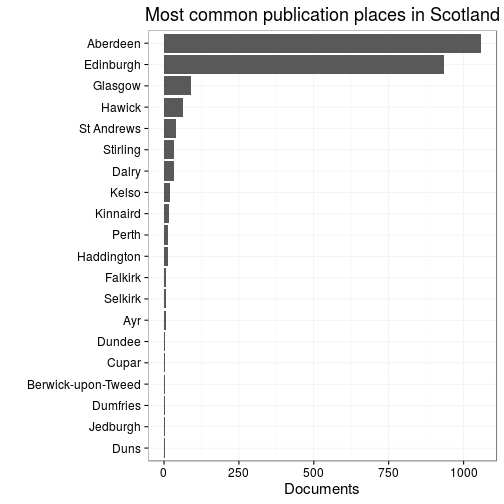 Most common publication places in Scotland
Aberdeen
Edinburgh
Glasgow
Hawick
St Andrews
Stirling
Dalry
Kelso
Kinnaird
Perth
Haddington
Falkirk
Selkirk
Ayr
Dundee
Cupar
Berwick-upon-Tweed
Dumfries
Jedburgh
Duns
0 250 500 750 1000
Documents